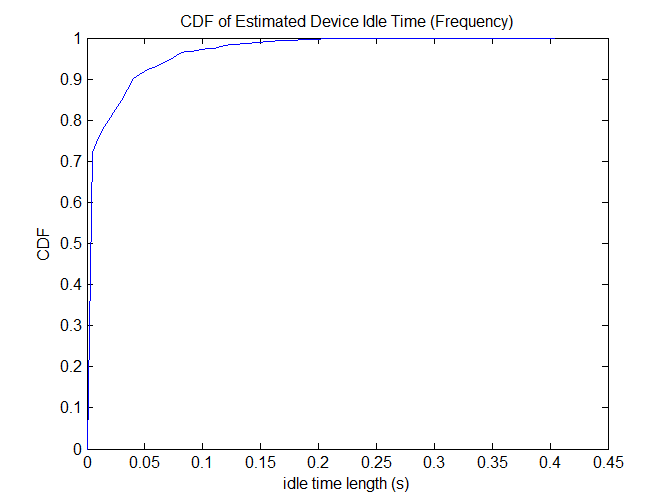 CDF of Estimated Device Idle Time (Frequency)
1
0.9
0.8
0.7
0.6
0.5
0.4
0.3
0.2
0.1
0
CDF
0 0.05 0.1 0.15 0.2 0.25 0.3 0.35 0.4 0.45
idle time length (s)